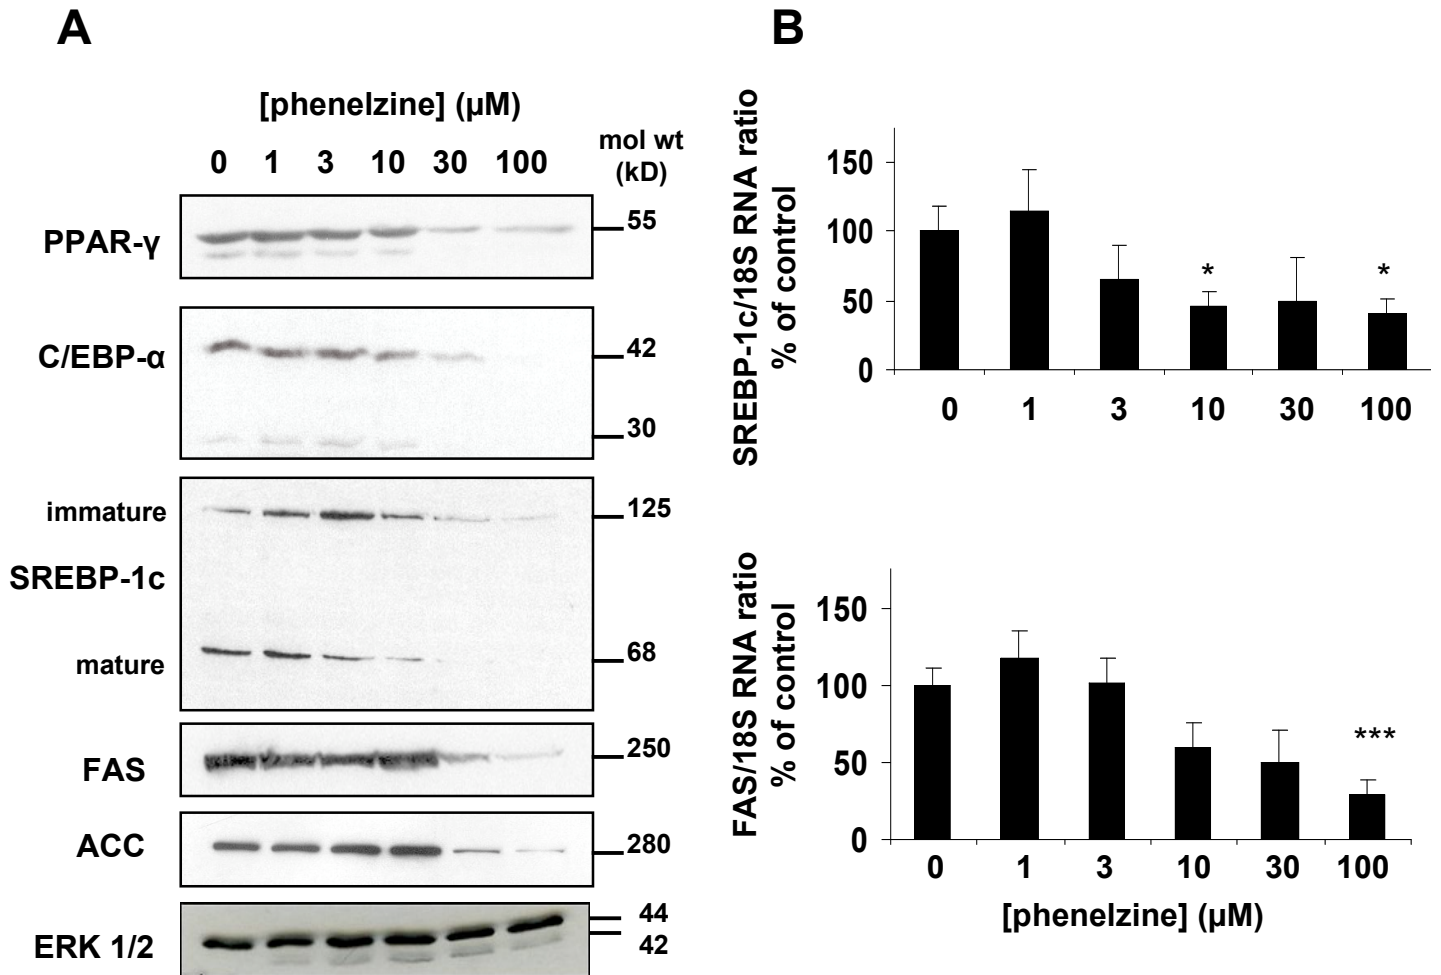 A
[phenelzine] (µM)
0 1 3 10 30 100
mol wt
(kD)
PPAR-γ
55
C/EBP-α
42
30
immature
125
SREBP-1c
mature
68
FAS
250
ACC
280
ERK 1/2
44
42
B
SREBP-1c/18S RNA ratio
% of control
150
100
50
0
*
*
0 1 3 10 30 100
FAS/18S RNA ratio
% of control
150
100
50
0
***
0 1 3 10 30 100
[phenelzine] (µM)